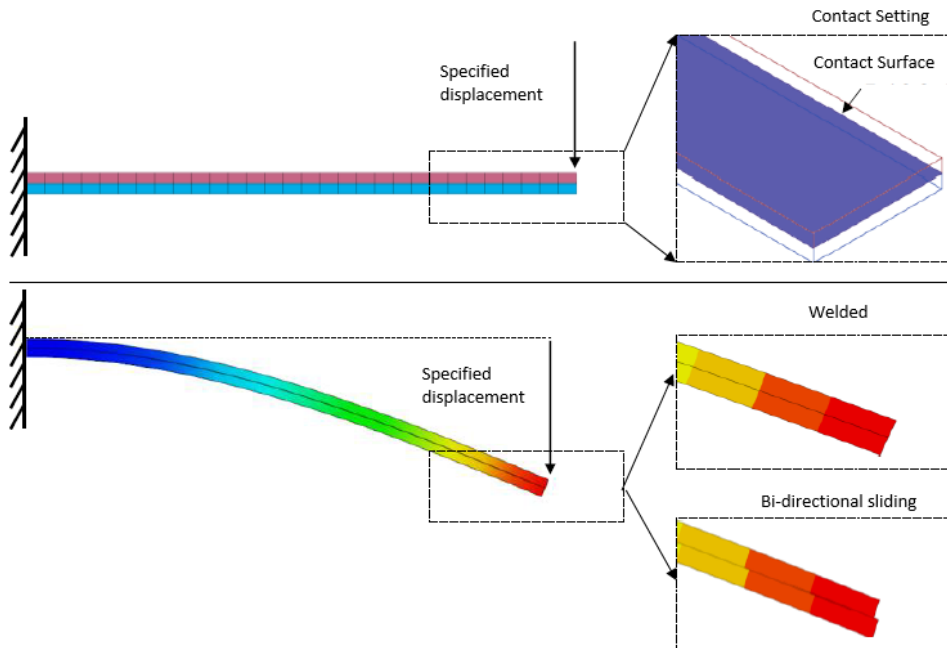 Contact Setting
Contact Surface
Specified
displacement
Welded
Specified
displacement
Bi-directional sliding